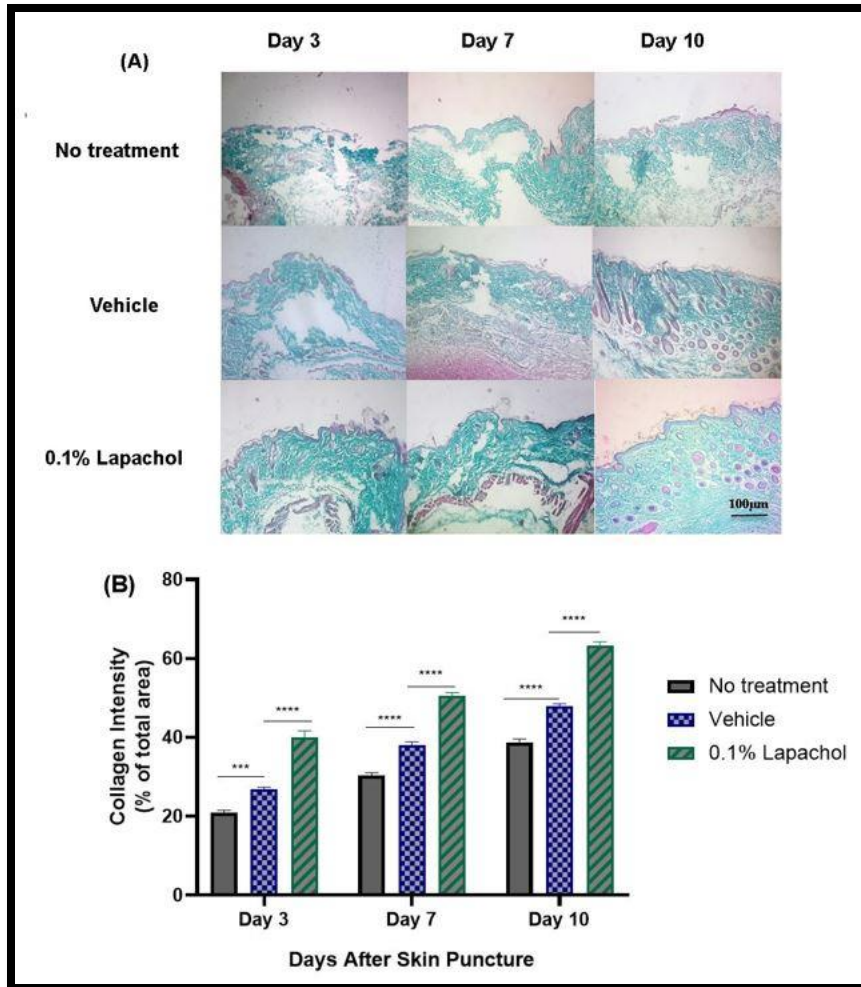 Day 3 Day 7 Day 10
(A)
No treatment
Vehicle
0.1% Lapachol
100µm
(B)
80
60
40
20
0
Collagen Intensity
(% of total area)
*** **** **** **** **** ****
No treatment
Vehicle
0.1% Lapachol
Day 3 Day 7 Day 10
Days After Skin Puncture